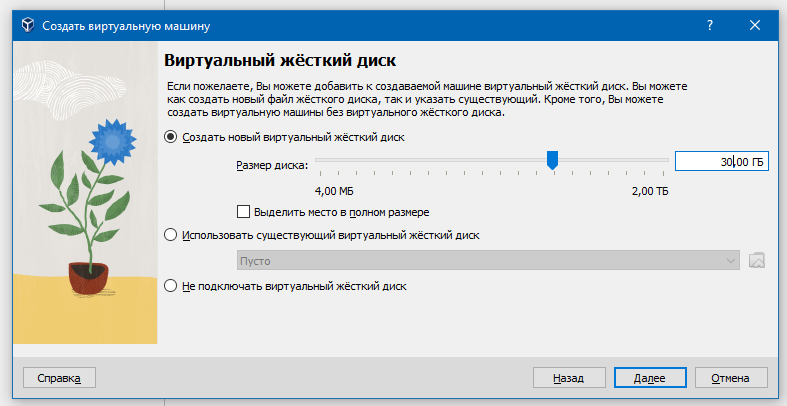 Создать виртуальную машину
?
Виртуальный жёсткий диск
Если пожелаете, Вы можете добавить к создаваемой машине виртуальный жёсткий диск. Вы можете
как создать новый файл жёсткого диска, так и указать существующий. Кроме того, Вы можете
создать виртуальную машины без виртуального жёсткого диска.
Создать новый виртуальный жёсткий диск
Размер диска: 30,00 ГБ
4,00 МБ 2,00 ТБ
Выделить место в полном размере
Использовать существующий виртуальный жёсткий диск
Пусто
Не подключать виртуальный жёсткий диск
Справка Назад Далее Отмена